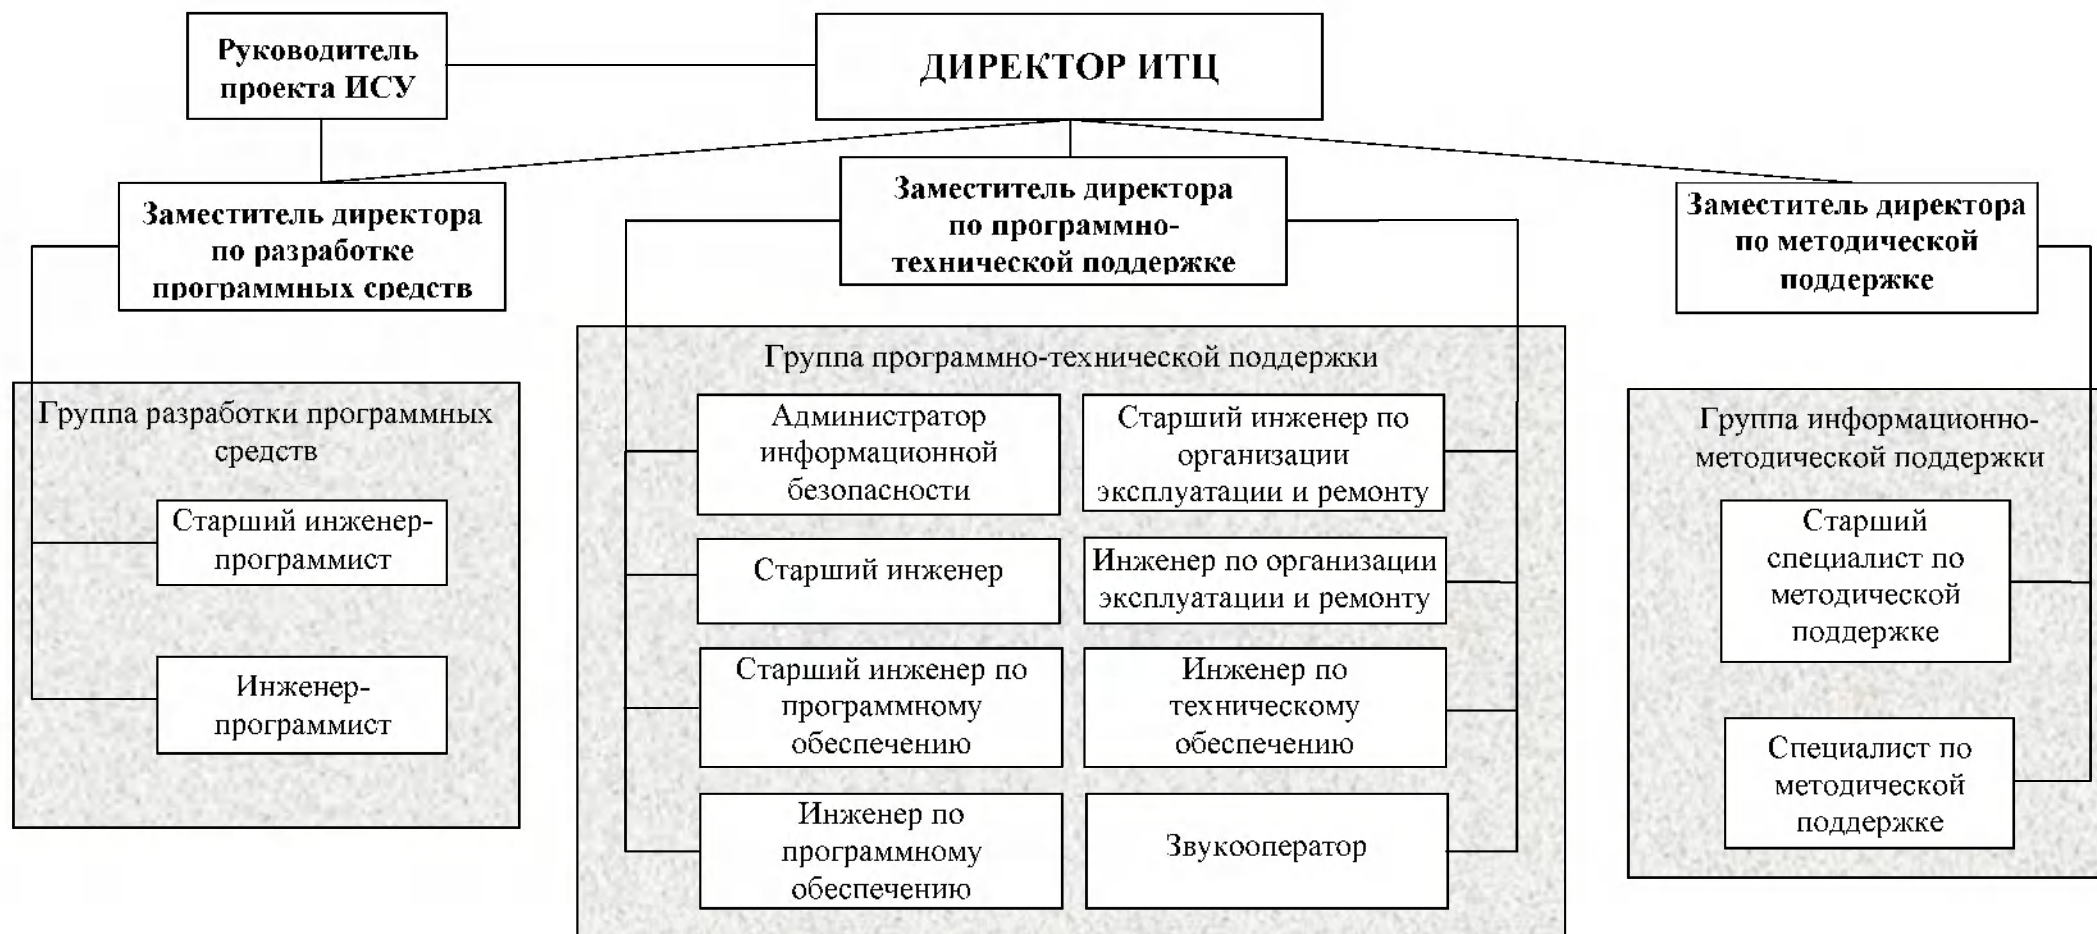 Руководитель
проекта ИСУ
ДИРЕКТОР ИТЦ
Заместитель директора
по разработке
программных средств
Заместитель директора
по программно-
технической поддержке
Заместитель директора
по методической
поддержке
Группа разработки программных
средств
Старший инженер-
программист
Инженер-
программист
Группа программно-технической поддержки
Администратор
информационной
безопасности
Старший инженер по
организации
эксплуатации и ремонту
Старший инженер
Инженер по организации
эксплуатации и ремонту
Старший инженер по
программному
обеспечению
Инженер по
техническому
обеспечению
Инженер по
программному
обеспечению
Звукооператор
Группа информационно-
методической поддержки
Старший
специалист по
методической
поддержке
Специалист по
методической
поддержке